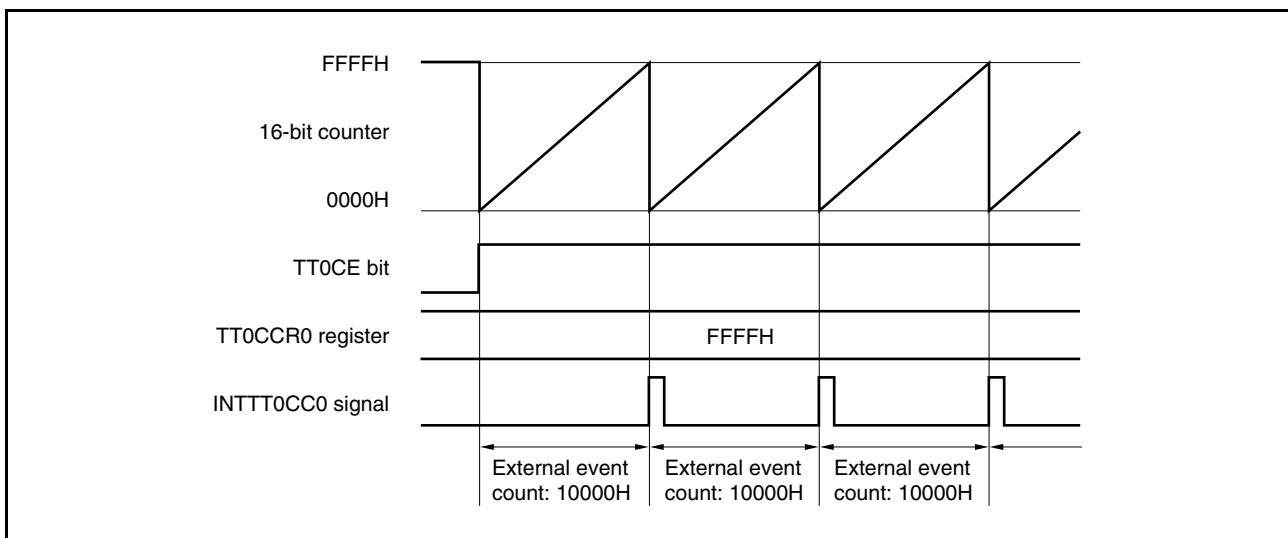 FFFFH
16-bit counter
0000H
TT0CE bit
TT0CCR0 register
FFFFH
INTTT0CC0 signal
External event
count: 10000H
External event
count: 10000H
External event
count: 10000H